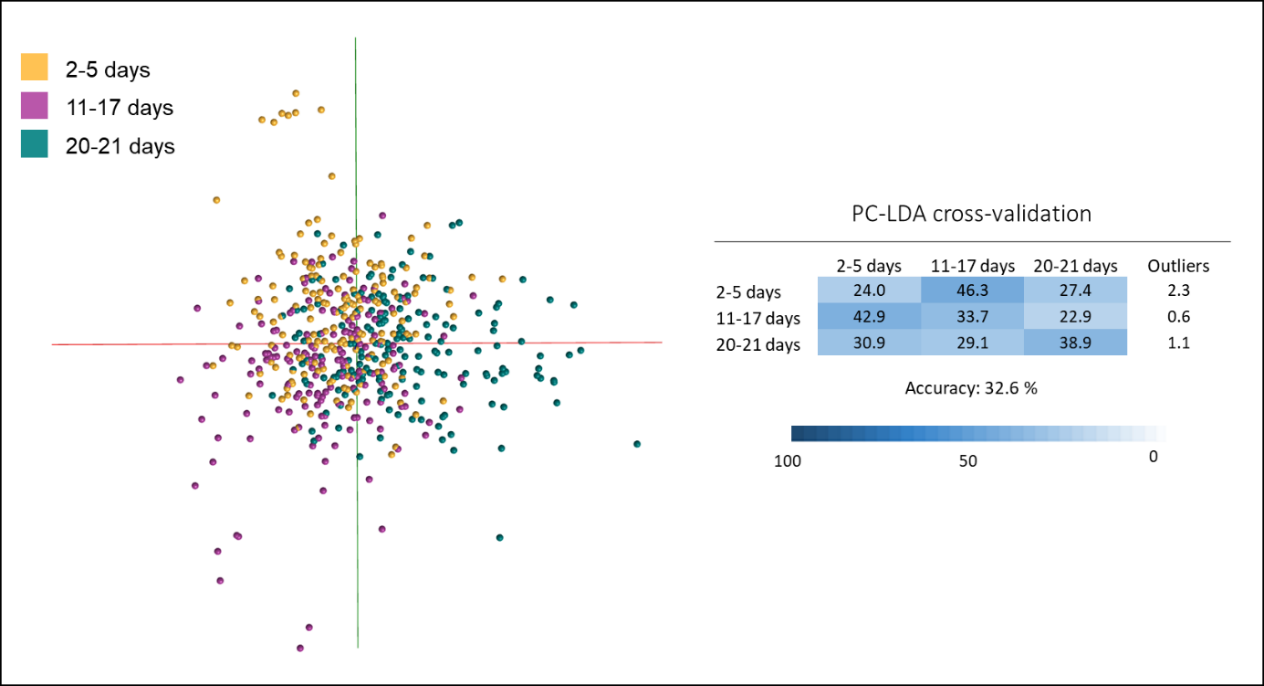 2-5 days
11-17 days
20-21 days
PC-LDA cross-validation
2-5 days 11-17 days 20-21 days Outliers
2-5 days 24.0 46.3 27.4 2.3
11-17 days 42.9 33.7 22.9 0.6
20-21 days 30.9 29.1 38.9 1.1
Accuracy: 32.6 %
100 50 0